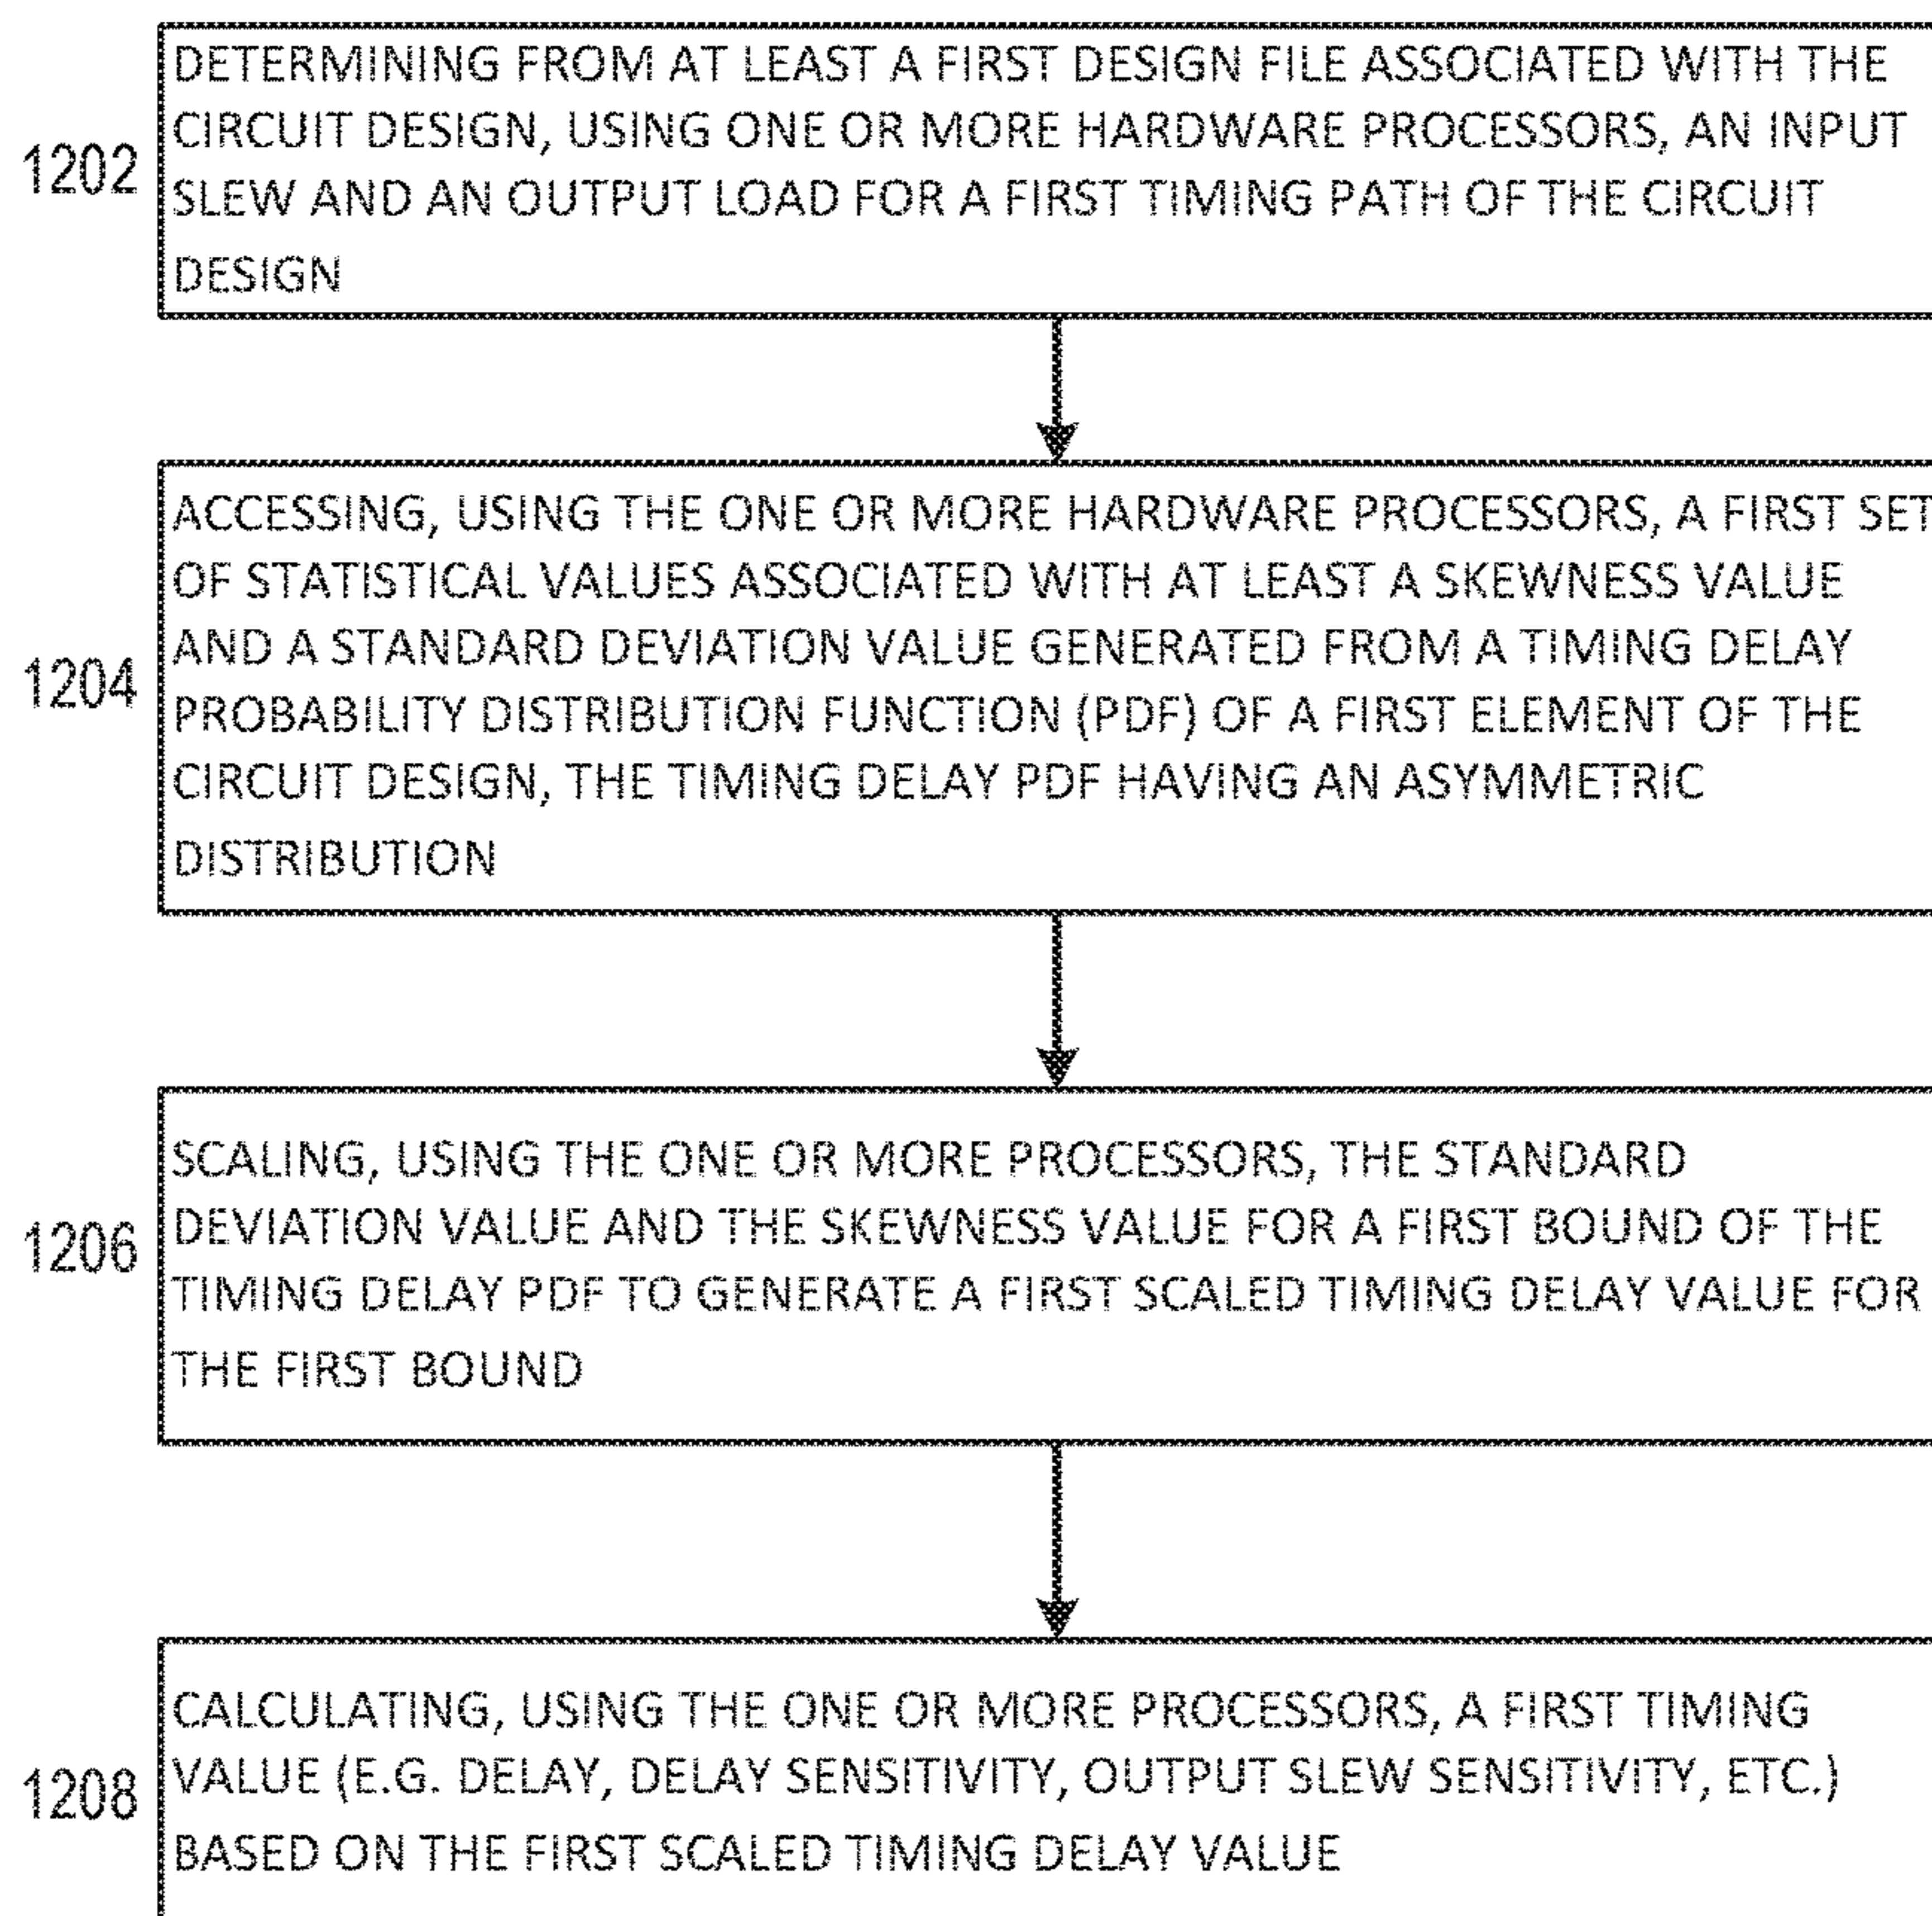 DETERMINING FROM AT LEAST A FIRST DESIGN FILE ASSOCIATED WITH THE
CIRCUIT DESIGN, USING ONE OR MORE HARDWARE PROCESSORS, AN INPUT
1202
SLEW AND AN OUTPUT LOAD FOR A FIRST TIMING PATH OF THE CIRCUIT
DESIGN
ACCESSING, USING THE ONE OR MORE HARDWARE PROCESSORS, A FIRST SET
OF STATISTICAL VALUES ASSOCIATED WITH AT LEAST A SKEWNESS VALUE
AND A STANDARD DEVIATION VALUE GENERATED FROM A TIMING DELAY
1204
PROBABILITY DISTRIBUTION FUNCTION (PDF) OF A FIRST ELEMENT OF THE
CIRCUIT DESIGN, THE TIMING DELAY PDF HAVING AN ASYMMETRIC
DISTRIBUTION
SCALING, USING THE ONE OR MORE PROCESSORS, THE STANDARD
1206
DEVIATION VALUE AND THE SKEWNESS VALUE FOR A FIRST BOUND OF THE
TIMING DELAY PDF TO GENERATE A FIRST SCALED TIMING DELAY VALUE FOR
THE FIRST BOUND
CALCULATING, USING THE ONE OR MORE PROCESSORS, A FIRST TIMING
1208
VALUE (E.G. DELAY, DELAY SENSITIVITY, OUTPUT SLEW SENSITIVITY, ETC.)
BASED ON THE FIRST SCALED TIMING DELAY VALUE